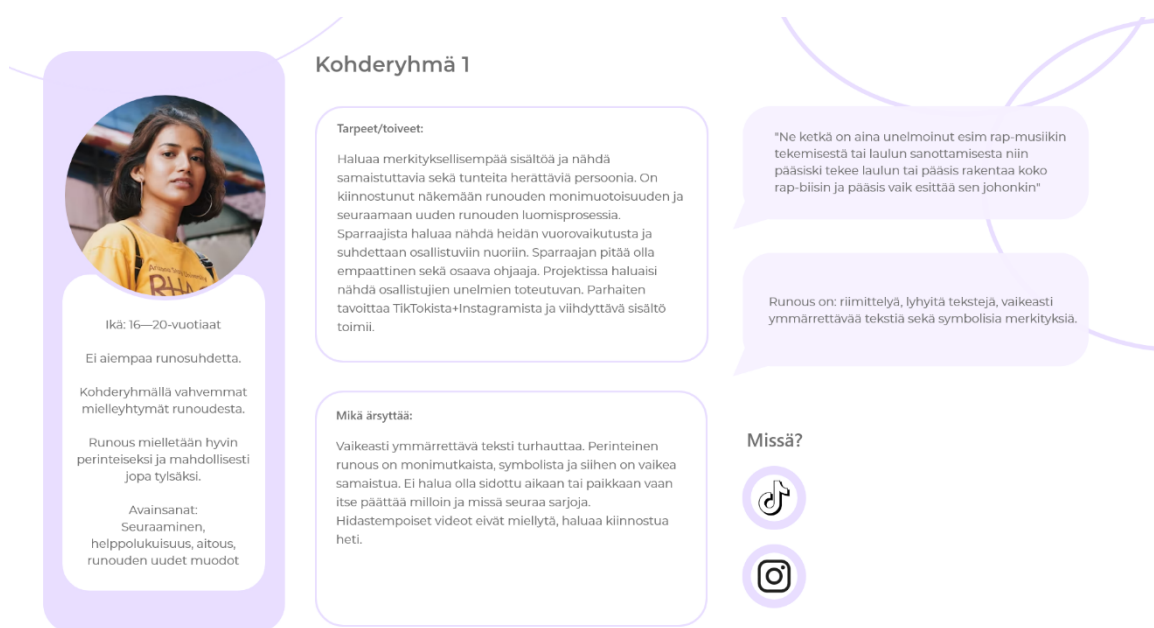 Kohderyhmä 1
Ikä: 16—20-vuotiaat
Ei aiempaa runosuhdetta.
Kohderyhmällä vahvemmat
mielleyhtymät runoudesta.
Runous mielletään hyvin
perinteiseksi ja mahdollisesti
jopa tylsäksi.
Avainsanat:
Seuraaminen,
helppolukuisuus, aitous,
runouden uudet muodot
Tarpeet/toiveet:
Haluaa merkityksellisempää sisältöä ja nähdä
samaistuttavia sekä tunteita herättäviä persoonia. On
kiinnostunut näkemään runouden monimuotoisuuden ja
seuraamaan uuden runouden luomisprosessia.
Sparraajista haluaa nähdä heidän vuorovaikutusta ja
suhdettaan osallistuviin nuoriin. Sparraajan pitää olla
empaattinen sekä osaava ohjaaja. Projektissa haluaisi
nähdä osallistujien unelmien toteutuvan. Parhaiten
tavoittaa TikTokista+Instagramista ja viihdyttävä sisältö
toimii.
Mikä ärsyttää:
Vaikeasti ymmärrettävä teksti turhauttaa. Perinteinen
runous on monimutkaista, symbolista ja siihen on vaikea
samaistua. Ei halua olla sidottu aikaan tai paikkaan vaan
itse päättää milloin ja missä seuraa sarjoja.
Hidastempoiset videot eivät miellytä, haluaa kiinnostua
heti.
"Ne ketkä on aina unelmoinut esim rap-musiikin
tekemisestä tai laulun sanottamisesta niin
pääsiski tekee laulun tai pääsis rakentaa koko
rap-biisin ja pääsis vaik esittää sen johonkin"
Runous on: riimittelyä, lyhyitä tekstejä, vaikeasti
ymmärrettävää tekstiä sekä symbolisia merkityksiä.
Missä?